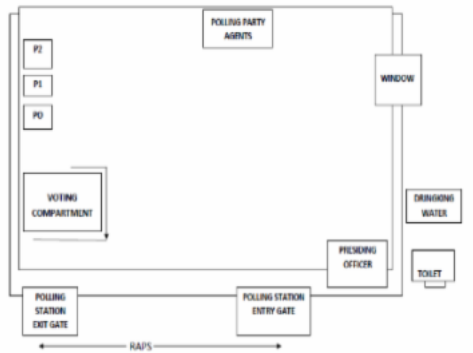 POLLING PARTY
AGENTS
P2
P1
PO
WINDOW
VOTING
COMPARTMENT
DRINGKING
WATER
PRESIDING
OFFICER
TOILET
POLLING
STATION
EXIT GATE
POLLING STATION
ENTRY GATE
RAPS